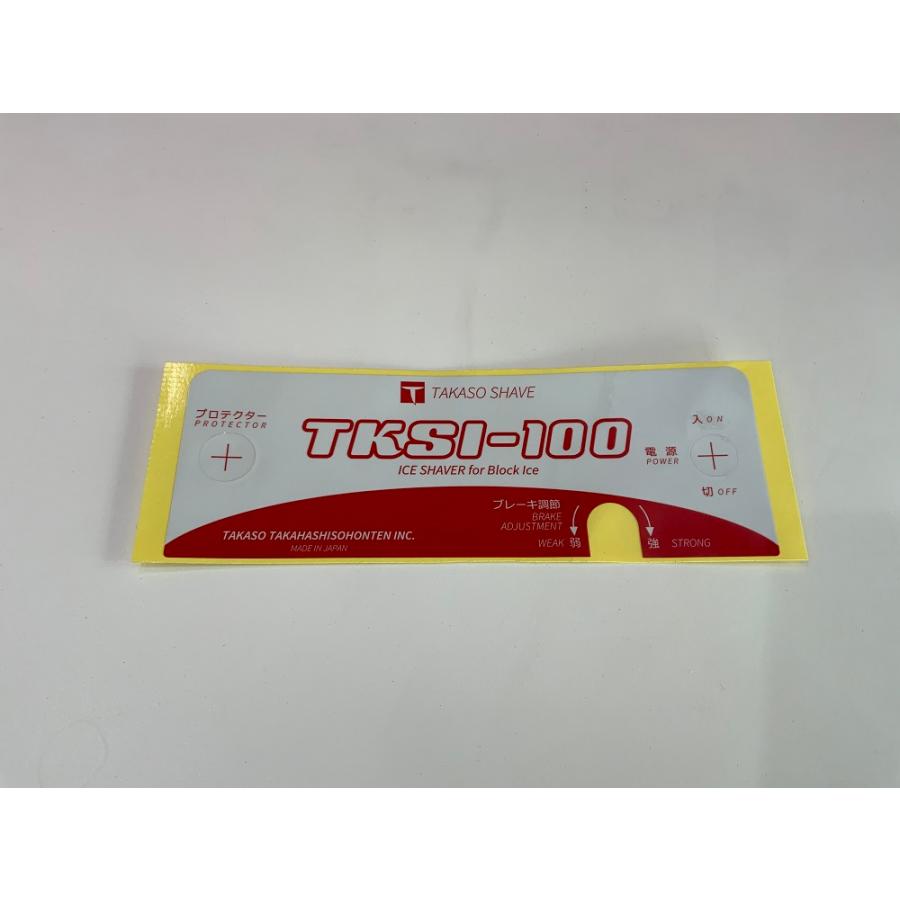 TAKASO SHAVE
プロテクター
PROTECTOR
TKSI-100
ICE SHAVER for Block Ice
入 ON
電源
POWER
切 OFF
ブレーキ調節
BRAKE
ADJUSTMENT
WEAK 弱
強 STRONG
TAKASO TAKAHASHISOHONTEN INC.
MADE IN JAPAN